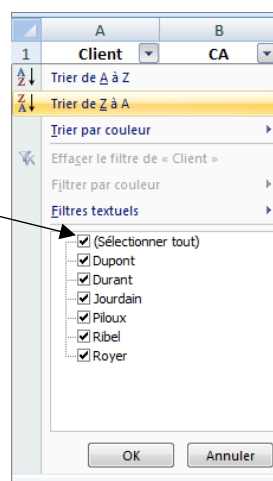 A B
1 Client CA
Trier de A à Z
Trier de Z à A
Trier par couleur
Effacer le filtre de « Client »
Filtrer par couleur
Filtres textuels
(Sélectionner tout)
Dupont
Durant
Jourdain
Piloux
Ribel
Royer
OK Annuler